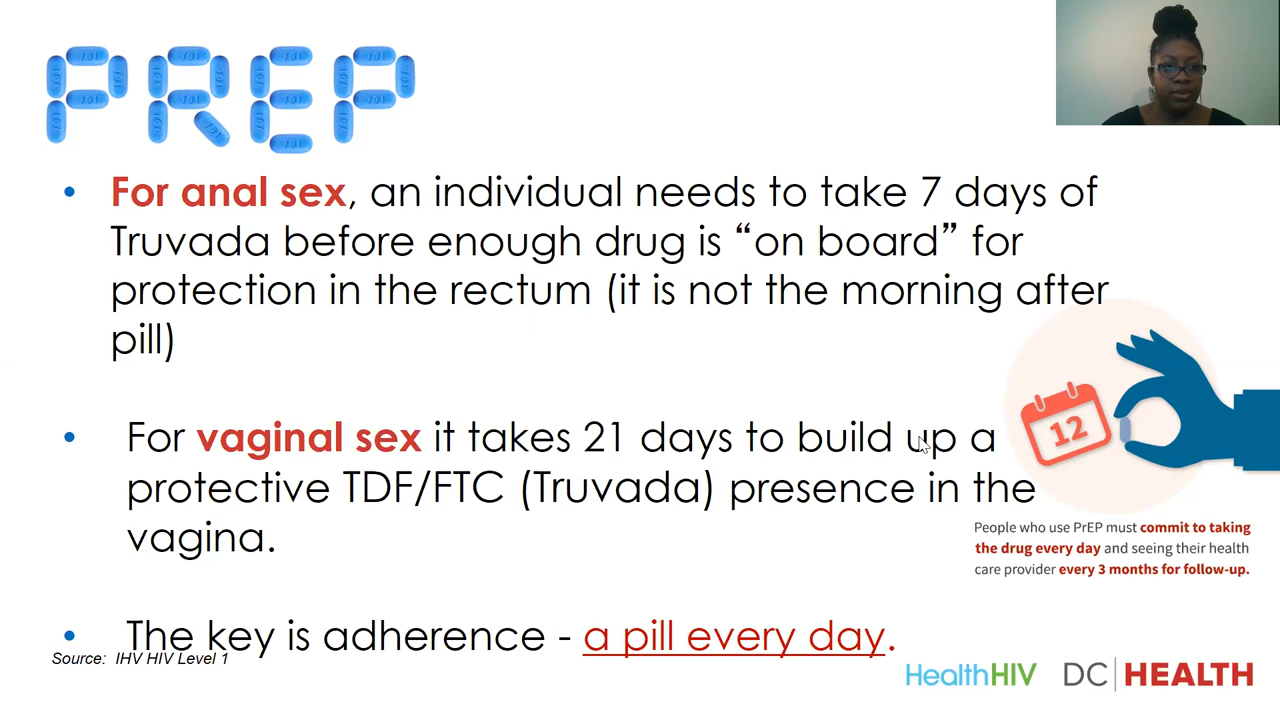 PREP
For anal sex, an individual needs to take 7 days of
Truvada before enough drug is “on board” for
protection in the rectum (it is not the morning after
pill)
For vaginal sex it takes 21 days to build up a
protective TDF/FTC (Truvada) presence in the
vagina.
12
People who use PrEP must commit to taking
the drug every day and seeing their health
care provider every 3 months for follow-up.
The key is adherence - a pill every day.
Source: IHV HIV Level 1
HealthHIV
DC HEALTH